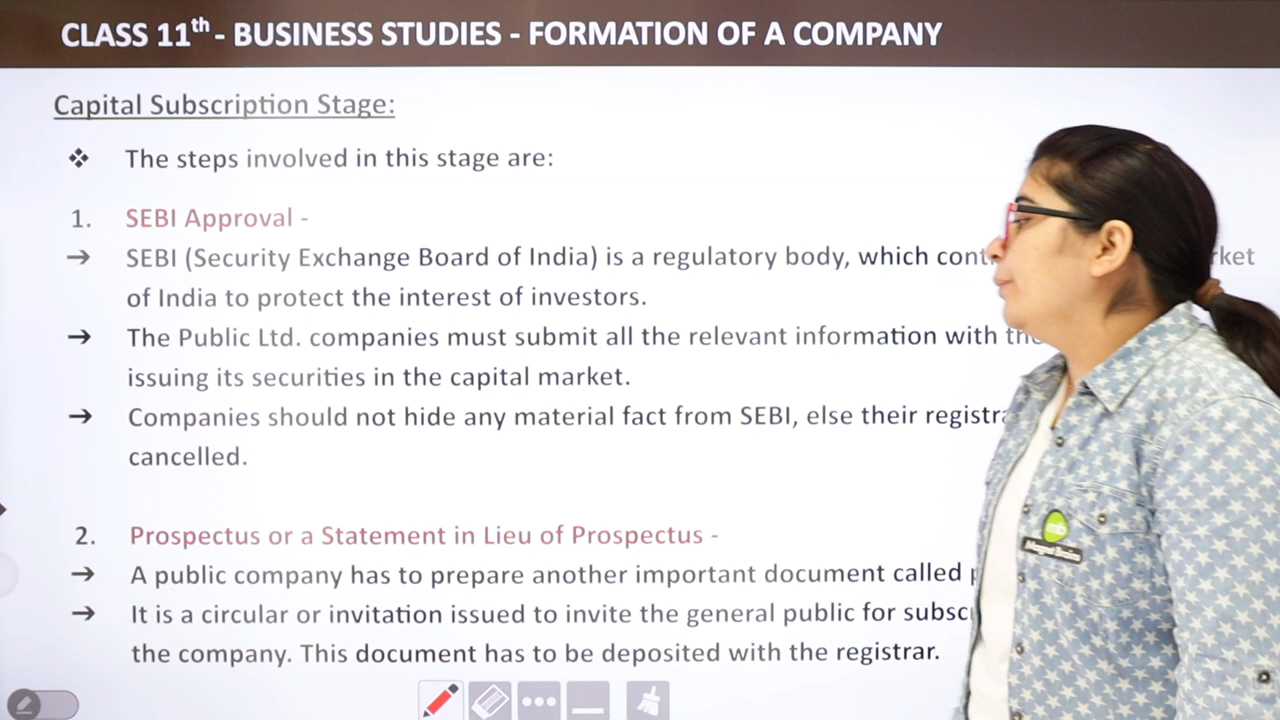 CLASS 11th - BUSINESS STUDIES - FORMATION OF A COMPANY
Capital Subscription Stage:
❖ The steps involved in this stage are:
1. SEBI Approval -
→ SEBI (Security Exchange Board of India) is a regulatory body, which
of India to protect the interest of investors.
→ The Public Ltd. companies must submit all the relevant information with
issuing its securities in the capital market.
→ Companies should not hide any material fact from SEBI, else their
cancelled.
2. Prospectus or a Statement in Lieu of Prospectus -
→ A public company has to prepare another important document called
→ It is a circular or invitation issued to invite the general public for
the company. This document has to be deposited with the registrar.
Magnet Brains